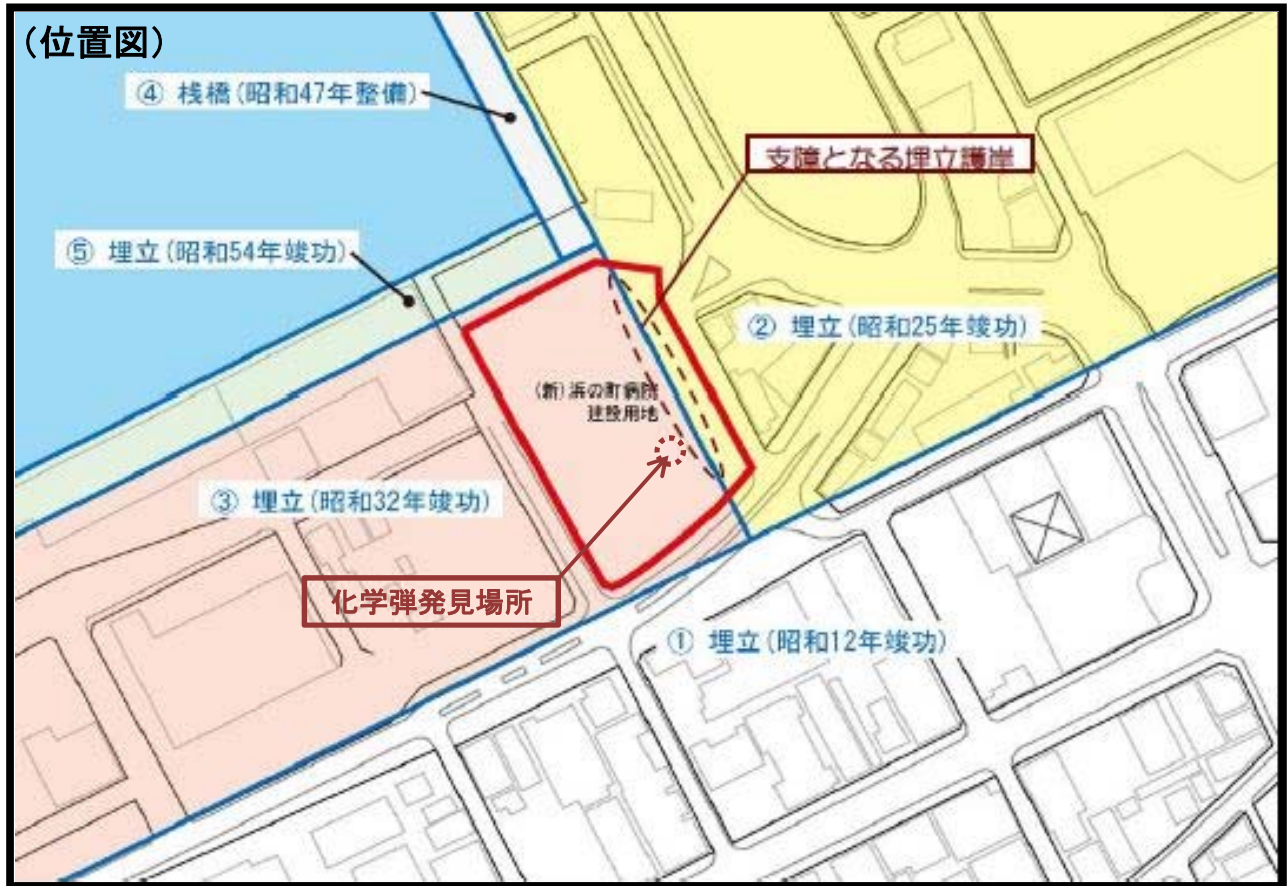 (位置図)
④ 桟橋(昭和47年整備)
支障となる埋立護岸
⑤ 埋立(昭和54年竣功)
② 埋立(昭和25年竣功)
(新)浜の町病院
建設用地
③ 埋立(昭和32年竣功)
化学弾発見場所
① 埋立(昭和12年竣功)